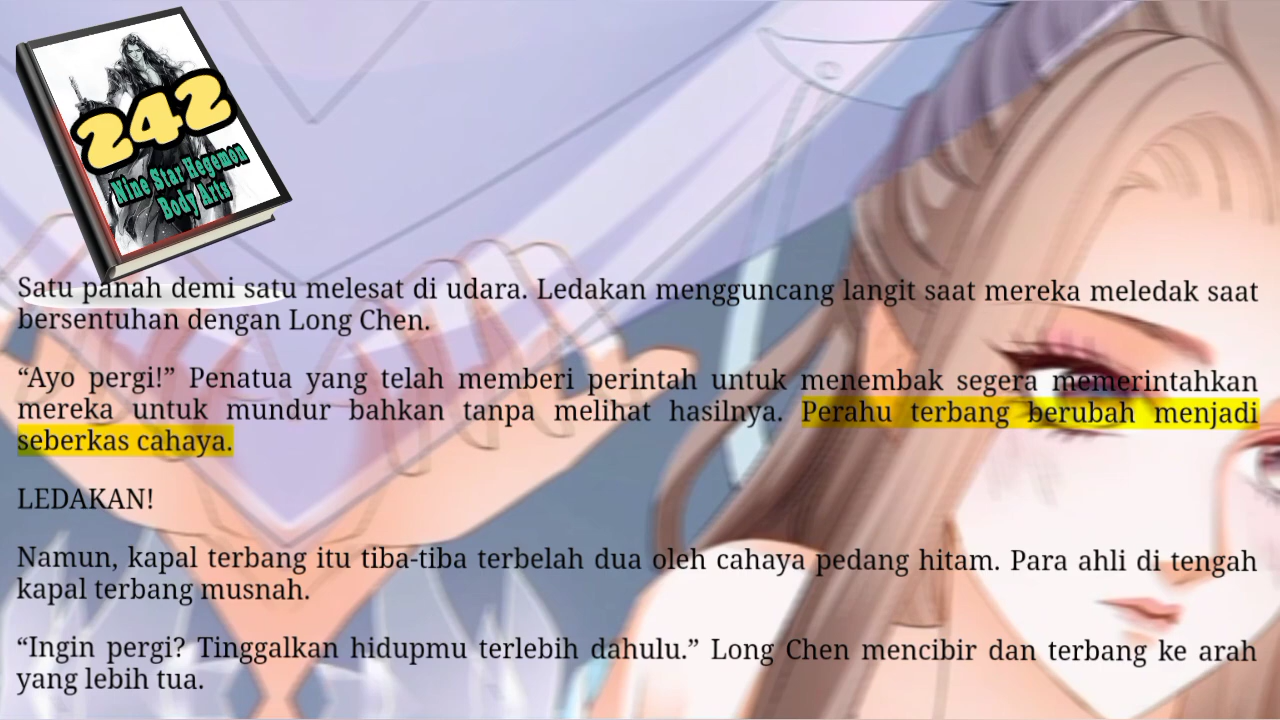 242
Nine Star Hegemon
Body Arts
Satu panah demi satu melesat di udara. Ledakan mengguncang langit saat mereka meledak saat
bersentuhan dengan Long Chen.
“Ayo pergi!” Penatua yang telah memberi perintah untuk menembak segera memerintahkan
mereka untuk mundur bahkan tanpa melihat hasilnya. Perahu terbang berubah menjadi
seberkas cahaya.
LEDAKAN!
Namun, kapal terbang itu tiba-tiba terbelah dua oleh cahaya pedang hitam. Para ahli di tengah
kapal terbang musnah.
“Ingin pergi? Tinggalkan hidupmu terlebih dahulu.” Long Chen mencibir dan terbang ke arah
yang lebih tua.